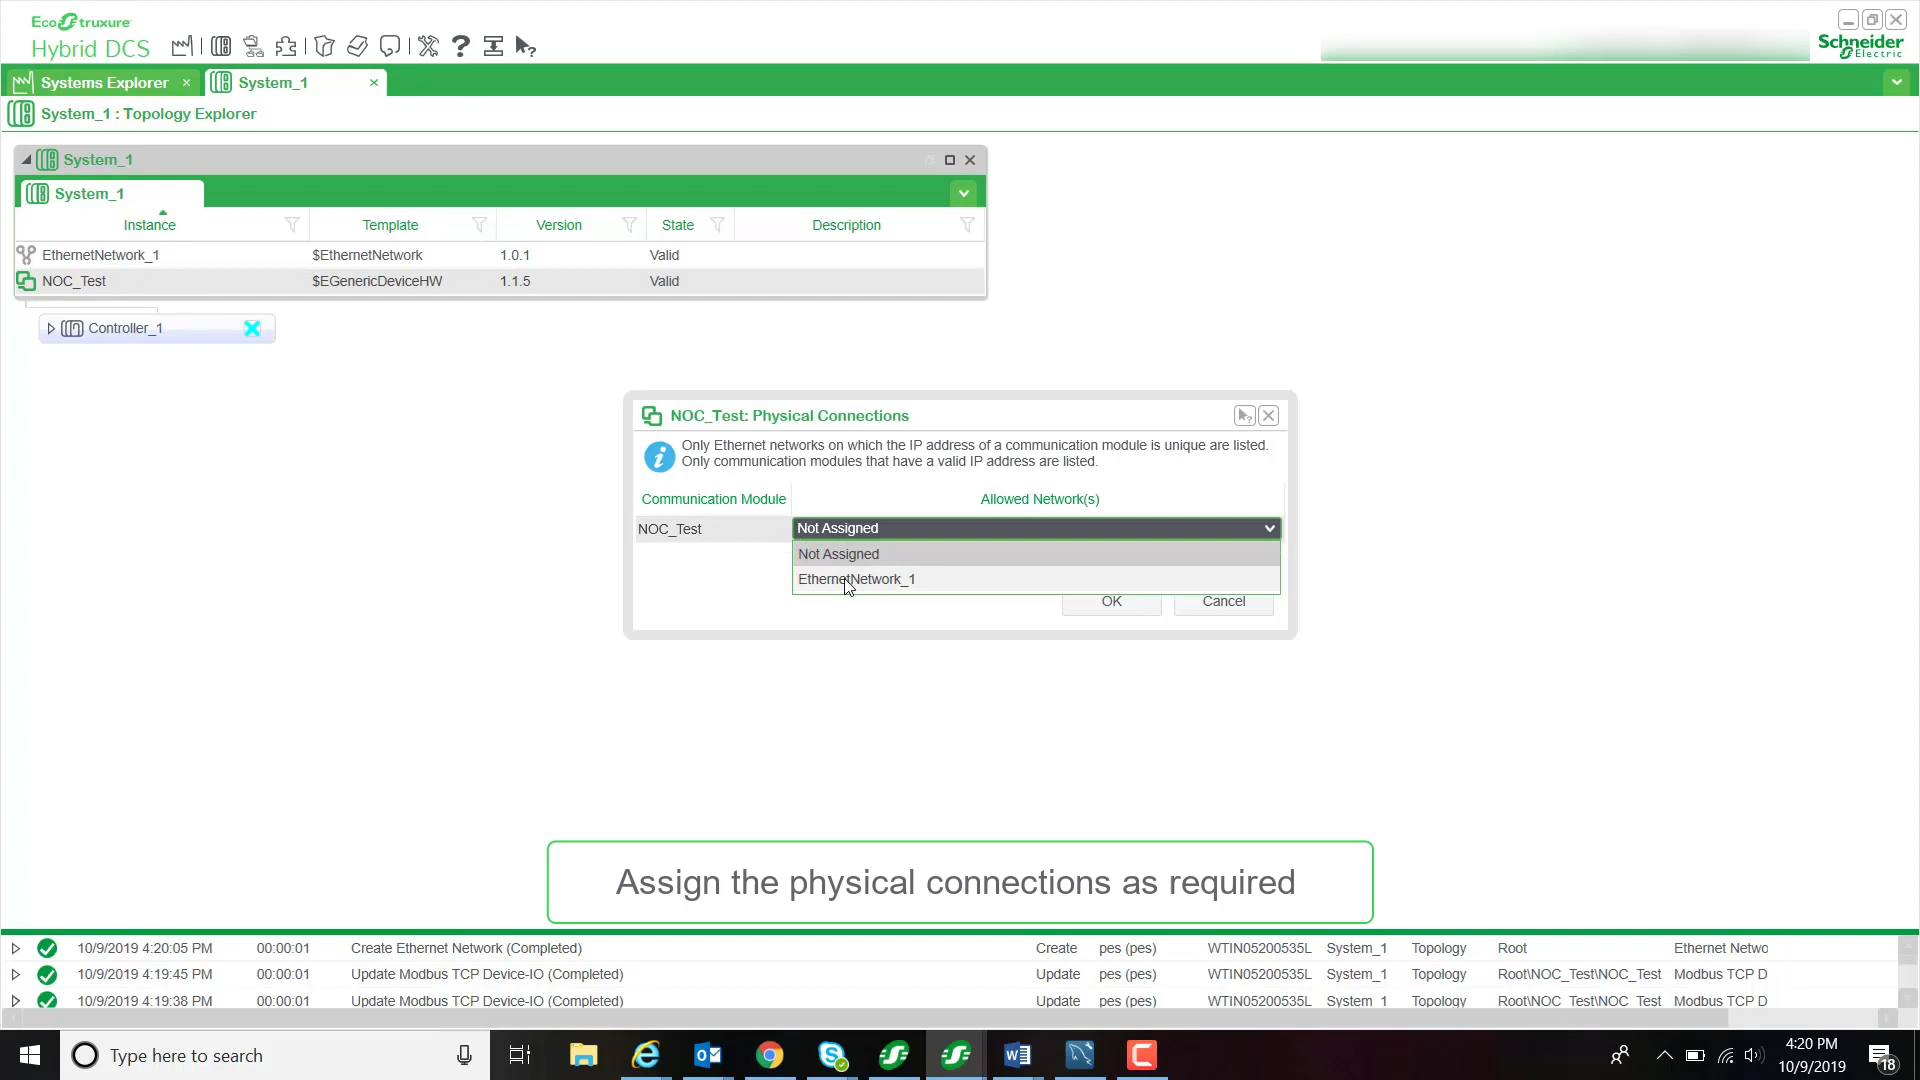 EcoStruxure
Hybrid DCS
Schneider
Electric
Systems Explorer
System_1
System_1 : Topology Explorer
System_1
System_1
Instance Template Version State Description
EthernetNetwork_1 $EthernetNetwork 1.0.1 Valid
NOC_Test $EGenericDeviceHW 1.1.5 Valid
Controller_1
NOC_Test: Physical Connections
Only Ethernet networks on which the IP address of a communication module is unique are listed.
Only communication modules that have a valid IP address are listed.
Communication Module Allowed Network(s)
NOC_Test Not Assigned
Not Assigned
EthernetNetwork_1
OK Cancel
Assign the physical connections as required
10/9/2019 4:20:05 PM 00:00:01 Create Ethernet Network (Completed) Create pes (pes) WTIN05200535L System_1 Topology Root Ethernet Netwo
10/9/2019 4:19:45 PM 00:00:01 Update Modbus TCP Device-IO (Completed) Update pes (pes) WTIN05200535L System_1 Topology Root\NOC_Test\NOC_Test Modbus TCP D
10/9/2019 4:19:38 PM 00:00:01 Update Modbus TCP Device-IO (Completed) Update pes (pes) WTIN05200535L System_1 Topology Root\NOC_Test\NOC_Test Modbus TCP D
Type here to search
4:20 PM
10/9/2019
18